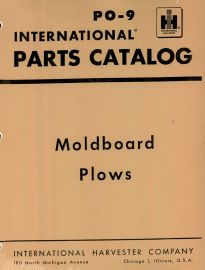 PO-9
INTERNATIONAL®
PARTS CATALOG
Moldboard
Plows
INTERNATIONAL HARVESTER COMPANY
180 North Michigan Avenue Chicago 1, Illinois, U.S.A.